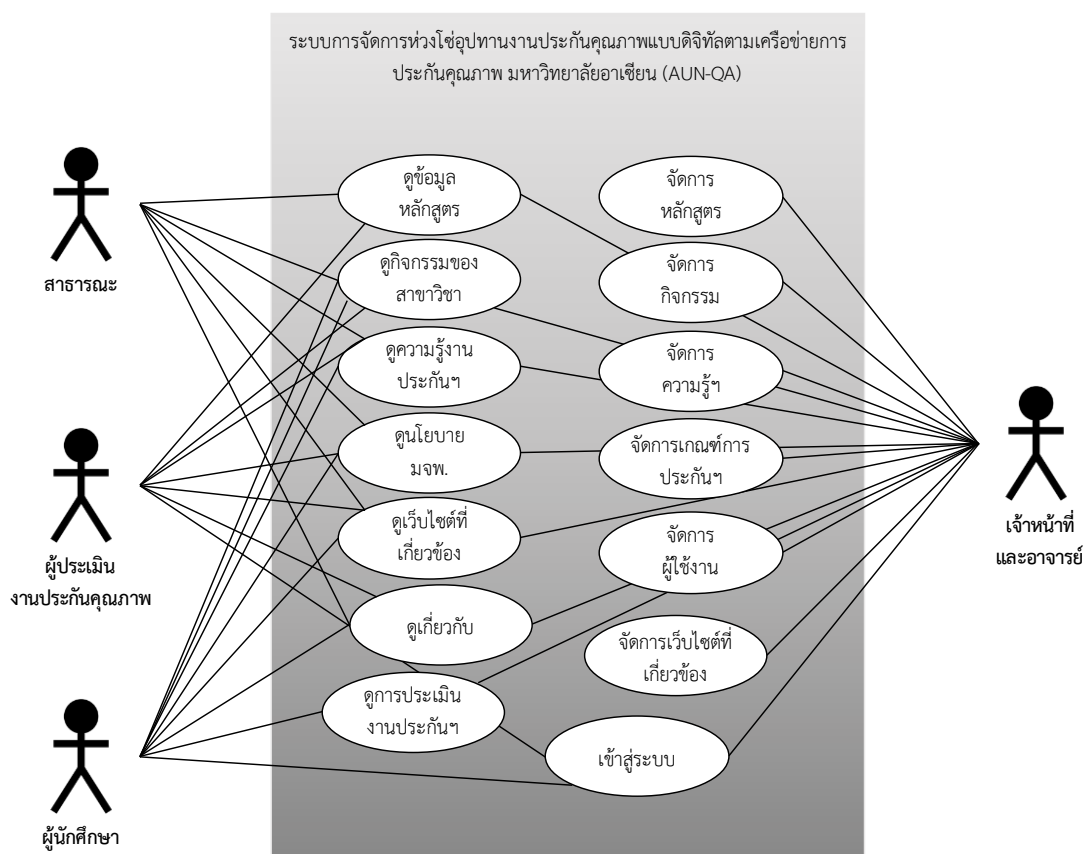 ระบบการจัดการห่วงโซ่อุปทานงานประกันคุณภาพแบบดิจิทัลตามเครือข่ายการ
ประกันคุณภาพ มหาวิทยาลัยอาเซียน (AUN-QA)
สาธารณะ
ผู้ประเมิน
งานประกันคุณภาพ
ผู้นักศึกษา
ดูข้อมูล
หลักสูตร
ดูกิจกรรมของ
สาขาวิชา
ดูความรู้งาน
ประกันฯ
ดูนโยบาย
มจพ.
ดูเว็บไซต์ที่
เกี่ยวข้อง
ดูเกี่ยวกับ
ดูการประเมิน
งานประกันฯ
จัดการ
หลักสูตร
จัดการ
กิจกรรม
จัดการ
ความรู้ฯ
จัดการเกณฑ์การ
ประกันฯ
จัดการ
ผู้ใช้งาน
จัดการเว็บไซต์ที่
เกี่ยวข้อง
เข้าสู่ระบบ
เจ้าหน้าที่
และอาจารย์